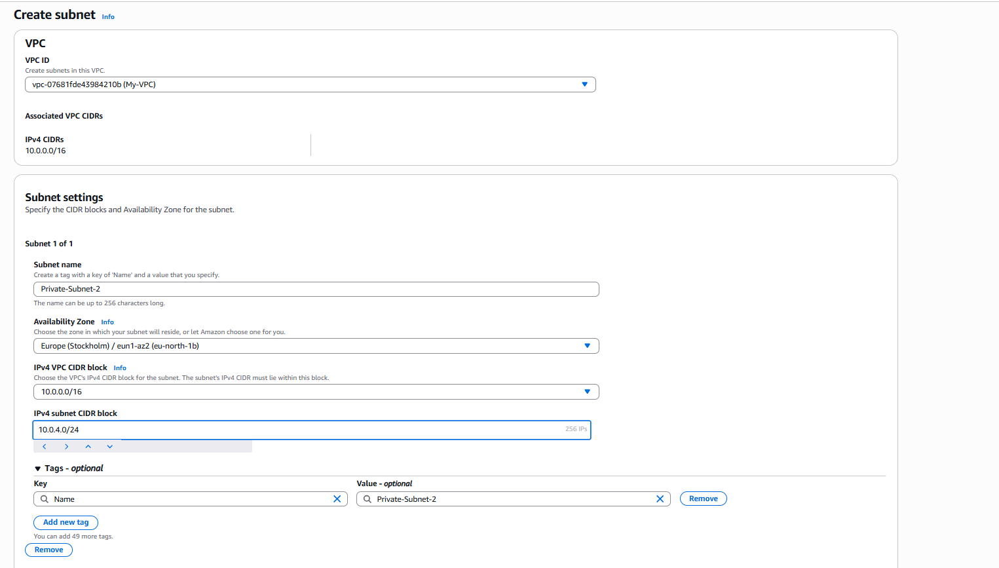 Create subnet Info
VPC
VPC ID
Create subnets in this VPC.
vpc-07681fde43984210b (My-VPC)
Associated VPC CIDRs
IPv4 CIDRs
10.0.0.0/16
Subnet settings
Specify the CIDR blocks and Availability Zone for the subnet.
Subnet 1 of 1
Subnet name
Create a tag with a key of 'Name' and a value that you specify.
Private-Subnet-2
The name can be up to 256 characters long.
Availability Zone Info
Choose the zone in which your subnet will reside, or let Amazon choose one for you.
Europe (Stockholm) / eun1-az2 (eu-north-1b)
IPv4 VPC CIDR block Info
Choose the VPC's IPv4 CIDR block for the subnet. The subnet's IPv4 CIDR must lie within this block.
10.0.0.0/16
IPv4 subnet CIDR block
10.0.4.0/24 256 IPs
Tags - optional
Key Value - optional
Name Private-Subnet-2 Remove
Add new tag
You can add 49 more tags.
Remove